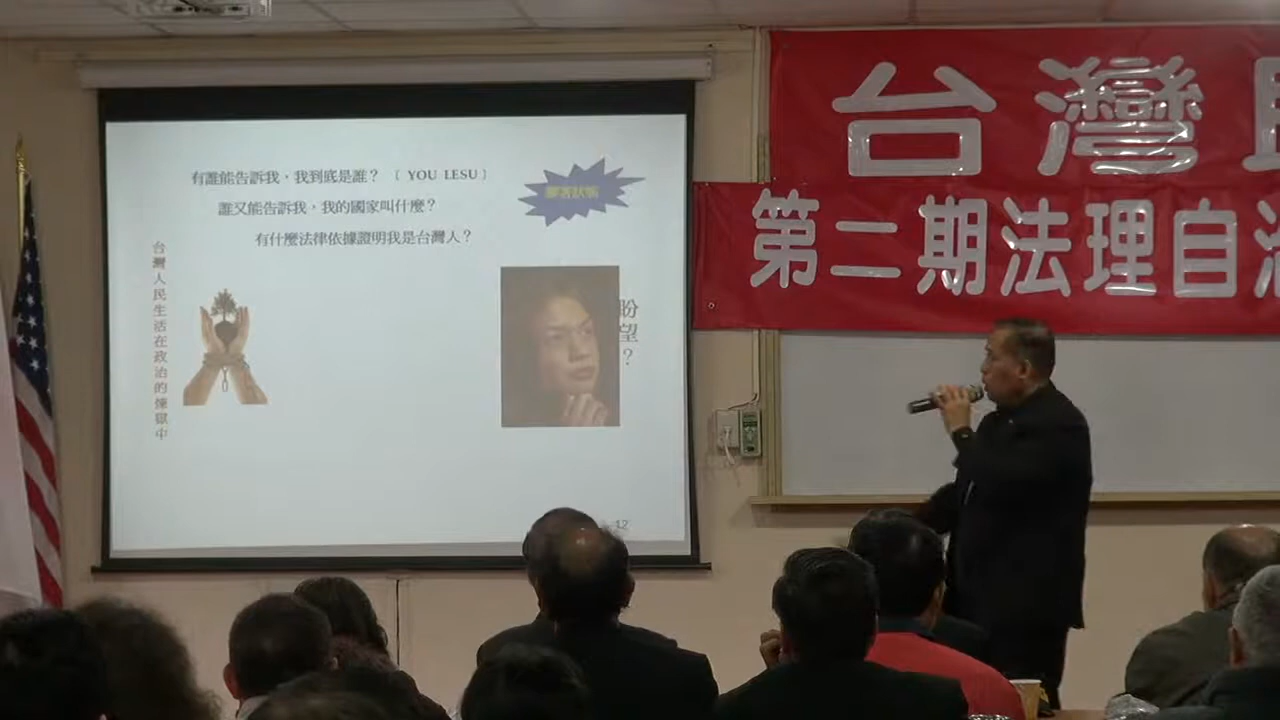 有誰能告訴我，我到底是誰？〔 YOU LESU 〕
誰又能告訴我，我的國家叫什麼？
有什麼法律依據證明我是台灣人？
台灣人民生活在政治的煉獄中
盼望？
12
台灣
第二期法理自治